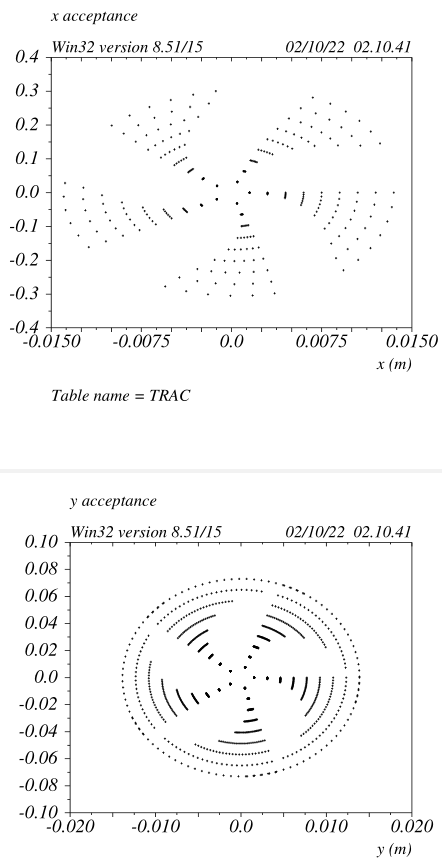 x acceptance
Win32 version 8.51/15 02/10/22 02.10.41
0.4
0.3
0.2
0.1
0.0
-0.1
-0.2
-0.3
-0.4
-0.0150 -0.0075 0.0 0.0075 0.0150
x (m)
Table name = TRAC
y acceptance
Win32 version 8.51/15 02/10/22 02.10.41
0.10
0.08
0.06
0.04
0.02
0.0
-0.02
-0.04
-0.06
-0.08
-0.10
-0.020 -0.010 0.0 0.010 0.020
y (m)